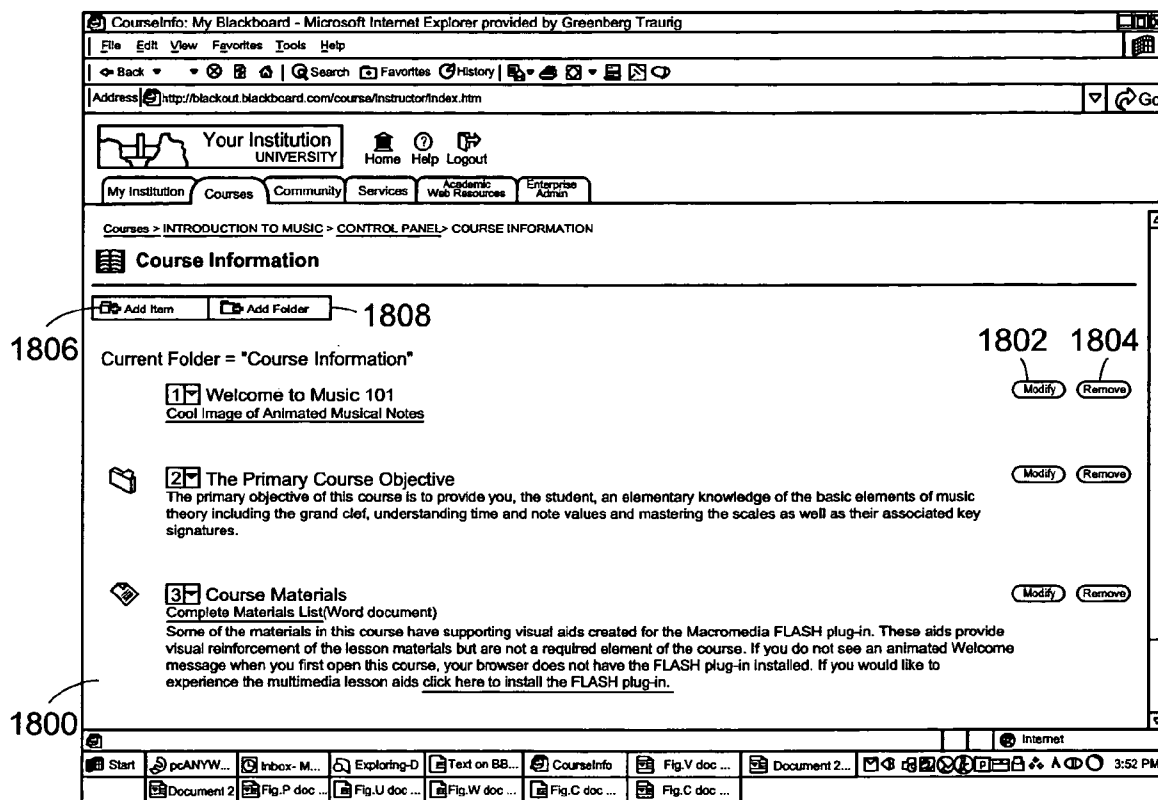 CourseInfo: My Blackboard - Microsoft Internet Explorer provided by Greenberg Traurig
File Edit View Favorites Tools Help
Back Search Favorites History
Address http://blackout.blackboard.com/course/instructor/index.htm Go
Your Institution
UNIVERSITY
Home Help Logout
My Institution Courses Community Services Academic Web Resources Enterprise Admin
Courses > INTRODUCTION TO MUSIC > CONTROL PANEL> COURSE INFORMATION
Course Information
Add Item Add Folder
1808
1806
1802 1804
Current Folder = "Course Information"
1 Welcome to Music 101 Modify Remove
Cool Image of Animated Musical Notes
2 The Primary Course Objective Modify Remove
The primary objective of this course is to provide you, the student, an elementary knowledge of the basic elements of music
theory including the grand clef, understanding time and note values and mastering the scales as well as their associated key
signatures.
3 Course Materials Modify Remove
Complete Materials List(Word document)
Some of the materials in this course have supporting visual aids created for the Macromedia FLASH plug-in. These aids provide
visual reinforcement of the lesson materials but are not a required element of the course. If you do not see an animated Welcome
message when you first open this course, your browser does not have the FLASH plug-in installed. If you would like to
experience the multimedia lesson aids click here to install the FLASH plug-in.
1800
Internet
Start pcANYW... Inbox- M... Exploring-D Text on BB... CourseInfo Fig.V doc ... Document 2... 3:52 PM
Document 2 Fig.P doc ... Fig.U doc ... Fig.W doc ... Fig.C doc ... Fig.C doc ...